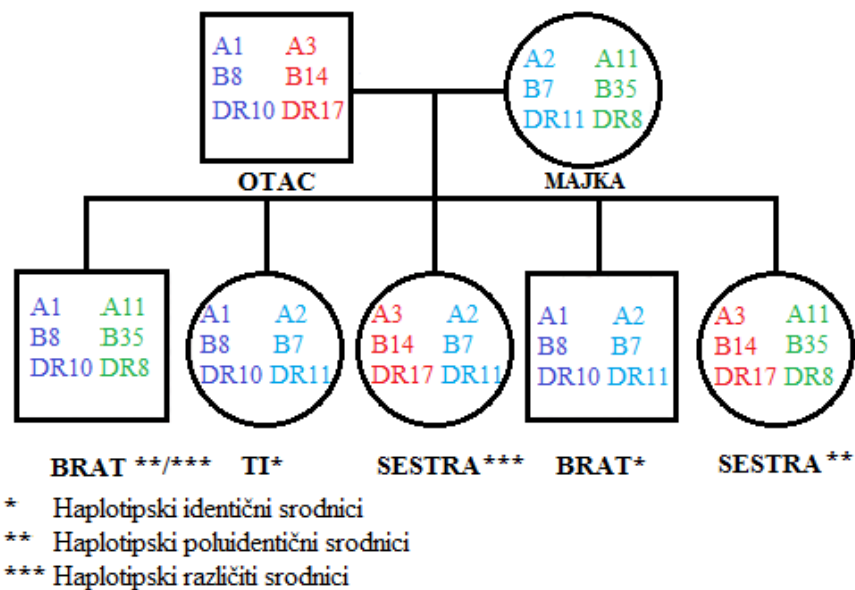 A1 A3
B8 B14
DR10 DR17
OTAC
A2 A11
B7 B35
DR11 DR8
MAJKA
A1 A11
B8 B35
DR10 DR8
BRAT **/***
A1 A2
B8 B7
DR10 DR11
TI*
A3 A2
B14 B7
DR17 DR11
SESTRA***
A1 A2
B8 B7
DR10 DR11
BRAT*
A3 A11
B14 B35
DR17 DR8
SESTRA **
* Haplotipski identični srodnici
** Haplotipski poluidentični srodnici
*** Haplotipski različiti srodnici